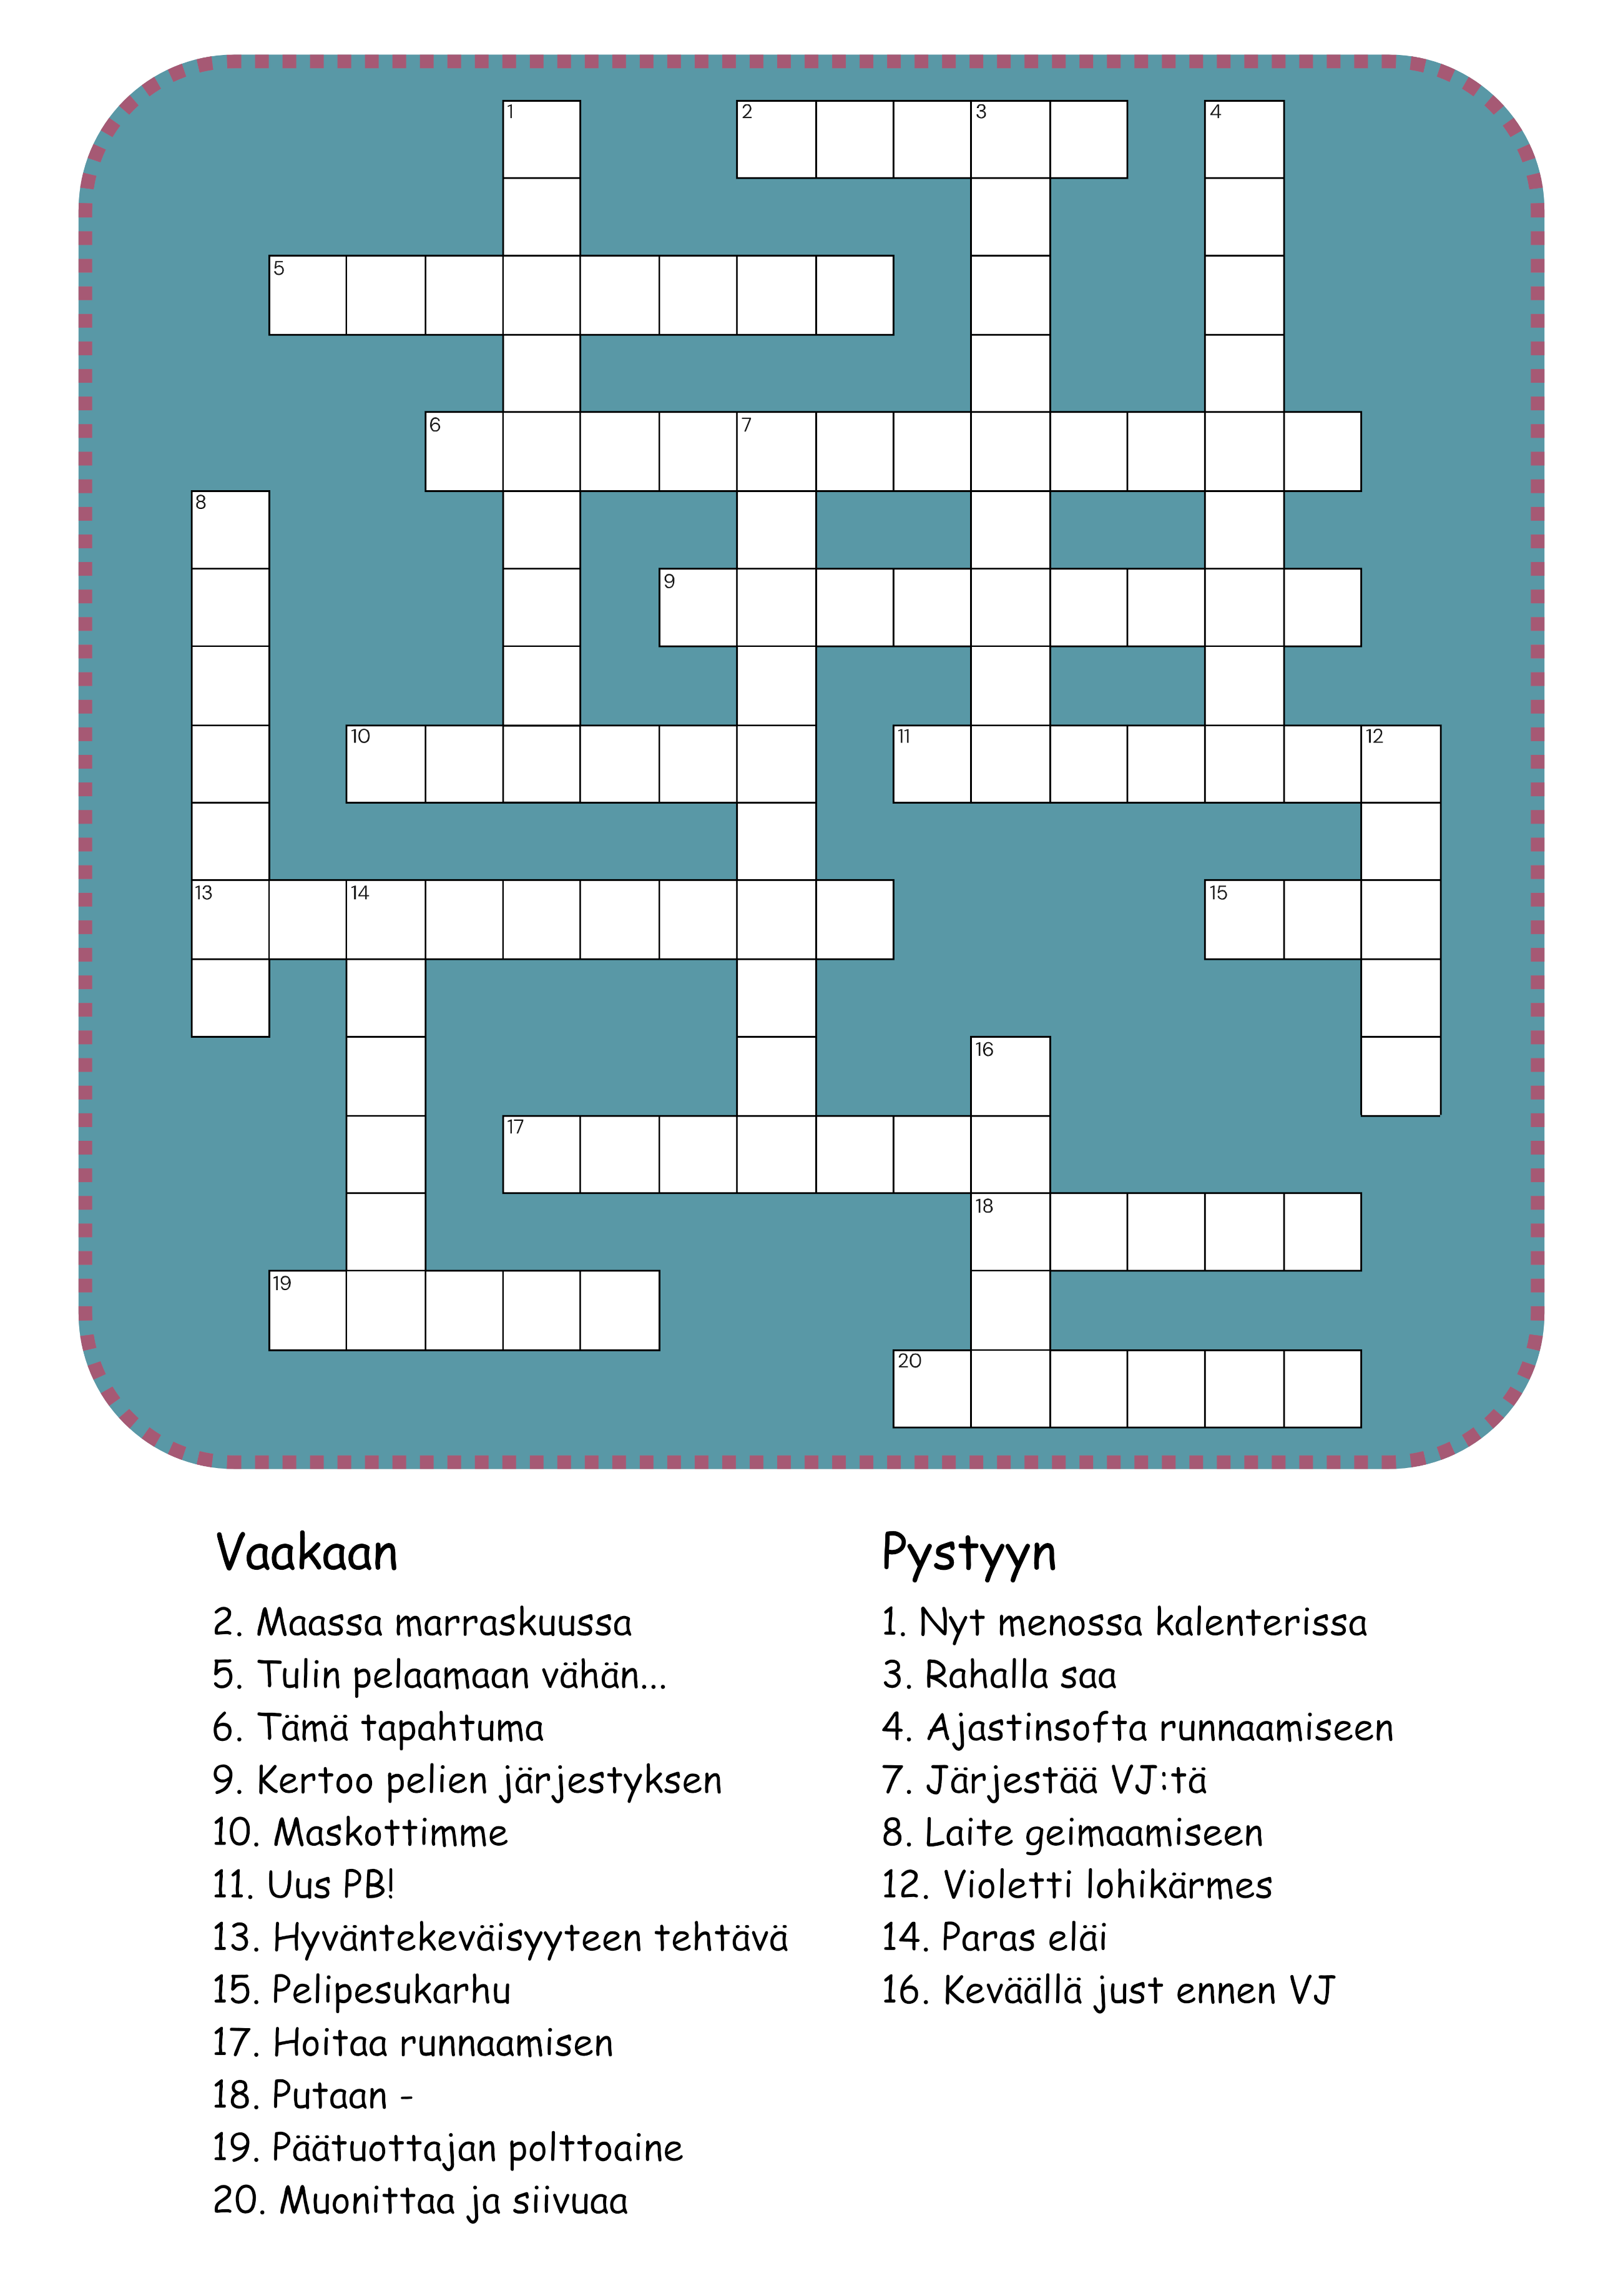 1
2
3
4
5
6
7
8
9
10
11
12
13
14
15
16
17
18
19
20
Vaakaan
2. Maassa marraskuussa
5. Tulin pelaamaan vähän...
6. Tämä tapahtuma
9. Kertoo pelien järjestyksen
10. Maskottimme
11. Uus PB!
13. Hyväntekeväisyyteen tehtävä
15. Pelipesukarhu
17. Hoitaa runnaamisen
18. Putaan -
19. Päätuottajan polttoaine
20. Muonittaa ja siivuaa
Pystyyn
1. Nyt menossa kalenterissa
3. Rahalla saa
4. Ajastinsofta runnaamiseen
7. Järjestää VJ:tä
8. Laite geimaamiseen
12. Violetti lohikärmes
14. Paras eläi
16. Keväällä just ennen VJ